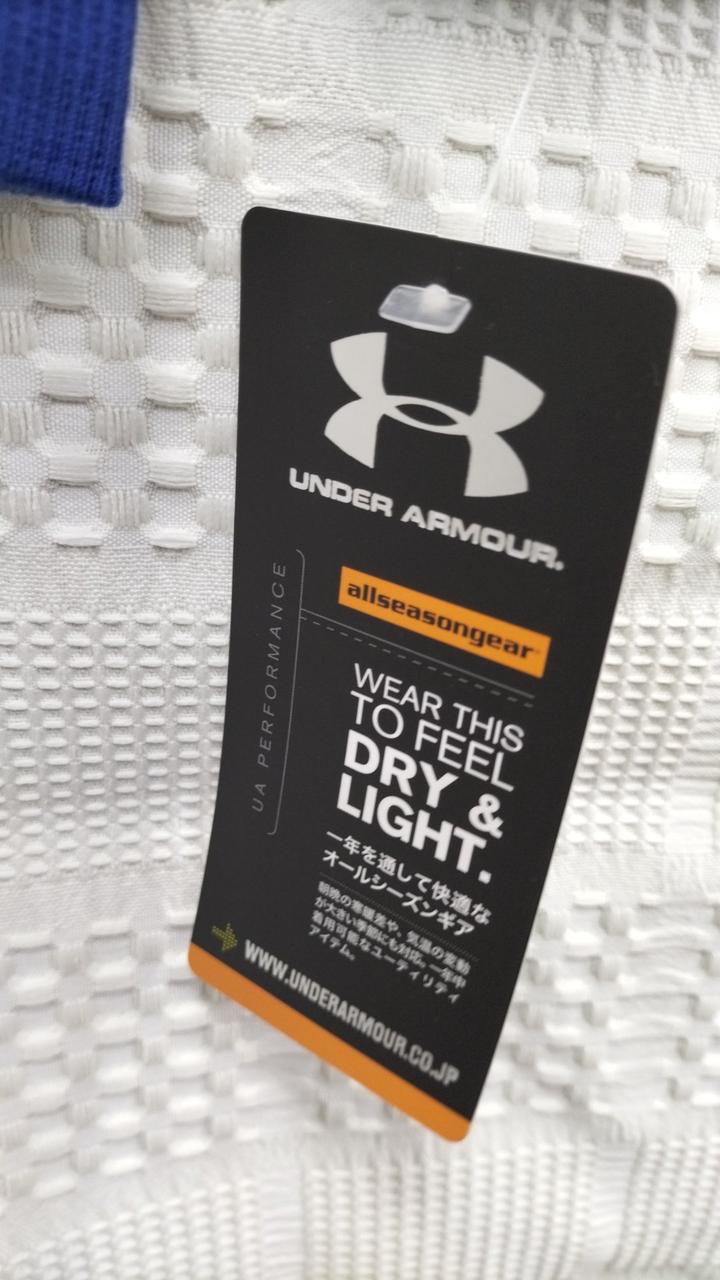 UNDER ARMOUR.
allseasongear
UA PERFORMANCE
WEAR THIS
TO FEEL
DRY &
LIGHT.
一年を通して快適な
オールシーズンギア
朝晩の寒暖差や、気温の変動
が大きい季節にも対応。一年中
着用可能なユーティリティ
アイテム。
WWW.UNDERARMOUR.CO.JP